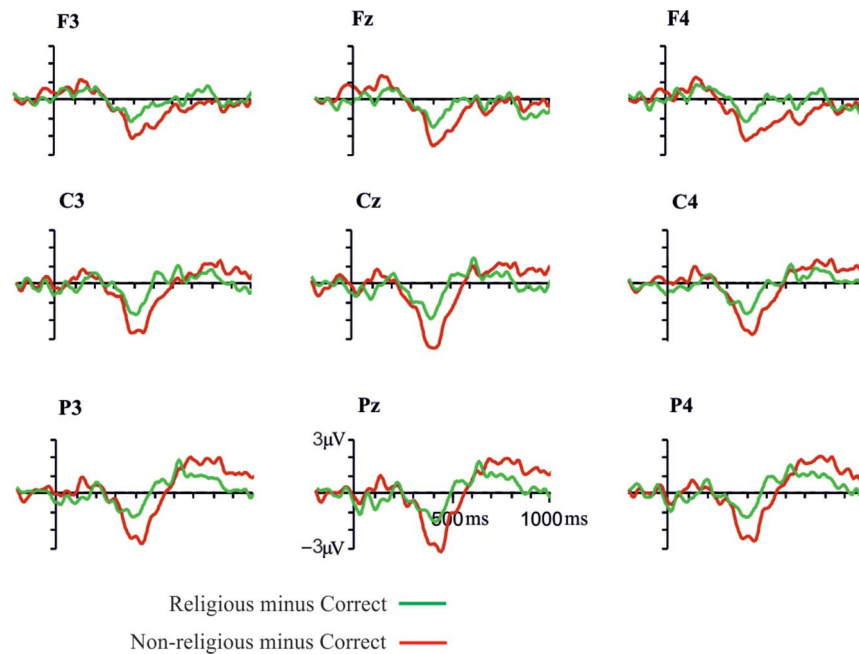 F3 Fz F4
C3 Cz C4
P3 Pz P4
3µV
500ms 1000ms
−3µV
Religious minus Correct
Non-religious minus Correct